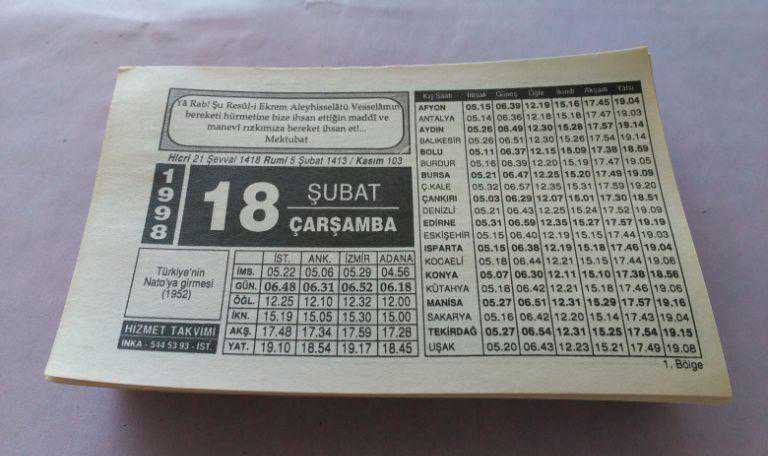 Yâ Rab! Şu Resûl-i Ekrem Aleyhisselâtü Vesselâmın
bereketi hürmetine bize ihsan ettiğin maddî ve
manevî rızkımıza bereket ihsan et!...
Mektubat
Hicri 21 Şevval 1418 Rumi 5 Şubat 1413 / Kasım 103
1998
18
ŞUBAT
ÇARŞAMBA
Türkiye'nin
Nato'ya girmesi
(1952)
HİZMET TAKVİMİ
INKA - 544 53 93 - İST.
İST. ANK. İZMİR ADANA
İMS. 05.22 05.06 05.29 04.56
GÜN. 06.48 06.31 06.52 06.18
ÖĞL. 12.25 12.10 12.32 12.00
İKN. 15.19 15.05 15.30 15.00
AKŞ. 17.48 17.34 17.59 17.28
YAT. 19.10 18.54 19.17 18.45
Kış Saati İmsak Güneş Öğle İkindi Akşam Yatsı
AFYON 05.15 06.39 12.19 15.16 17.45 19.04
ANTALYA 05.14 06.36 12.18 15.18 17.47 19.03
AYDIN 05.26 06.49 12.30 15.28 17.57 19.14
BALIKESİR 05.26 06.51 12.30 15.26 17.54 19.14
BOLU 05.11 06.37 12.15 15.09 17.38 18.59
BURDUR 05.16 06.39 12.20 15.19 17.47 19.05
BURSA 05.21 06.47 12.25 15.20 17.49 19.09
Ç.KALE 05.32 06.57 12.35 15.31 17.59 19.20
ÇANKIRI 05.03 06.29 12.07 15.01 17.30 18.51
DENİZLİ 05.21 06.43 12.25 15.24 17.52 19.09
EDİRNE 05.31 06.59 12.35 15.27 17.57 19.19
ESKİŞEHİR 05.15 06.40 12.19 15.15 17.44 19.03
ISPARTA 05.15 06.38 12.19 15.18 17.46 19.04
KOCAELİ 05.18 06.44 12.21 15.15 17.44 19.06
KONYA 05.07 06.30 12.11 15.10 17.38 18.56
KÜTAHYA 05.18 06.42 12.21 15.18 17.46 19.06
MANİSA 05.27 06.51 12.31 15.29 17.57 19.16
SAKARYA 05.16 06.42 12.20 15.14 17.43 19.04
TEKİRDAĞ 05.27 06.54 12.31 15.25 17.54 19.15
UŞAK 05.20 06.43 12.23 15.21 17.49 19.08
1. Bölge